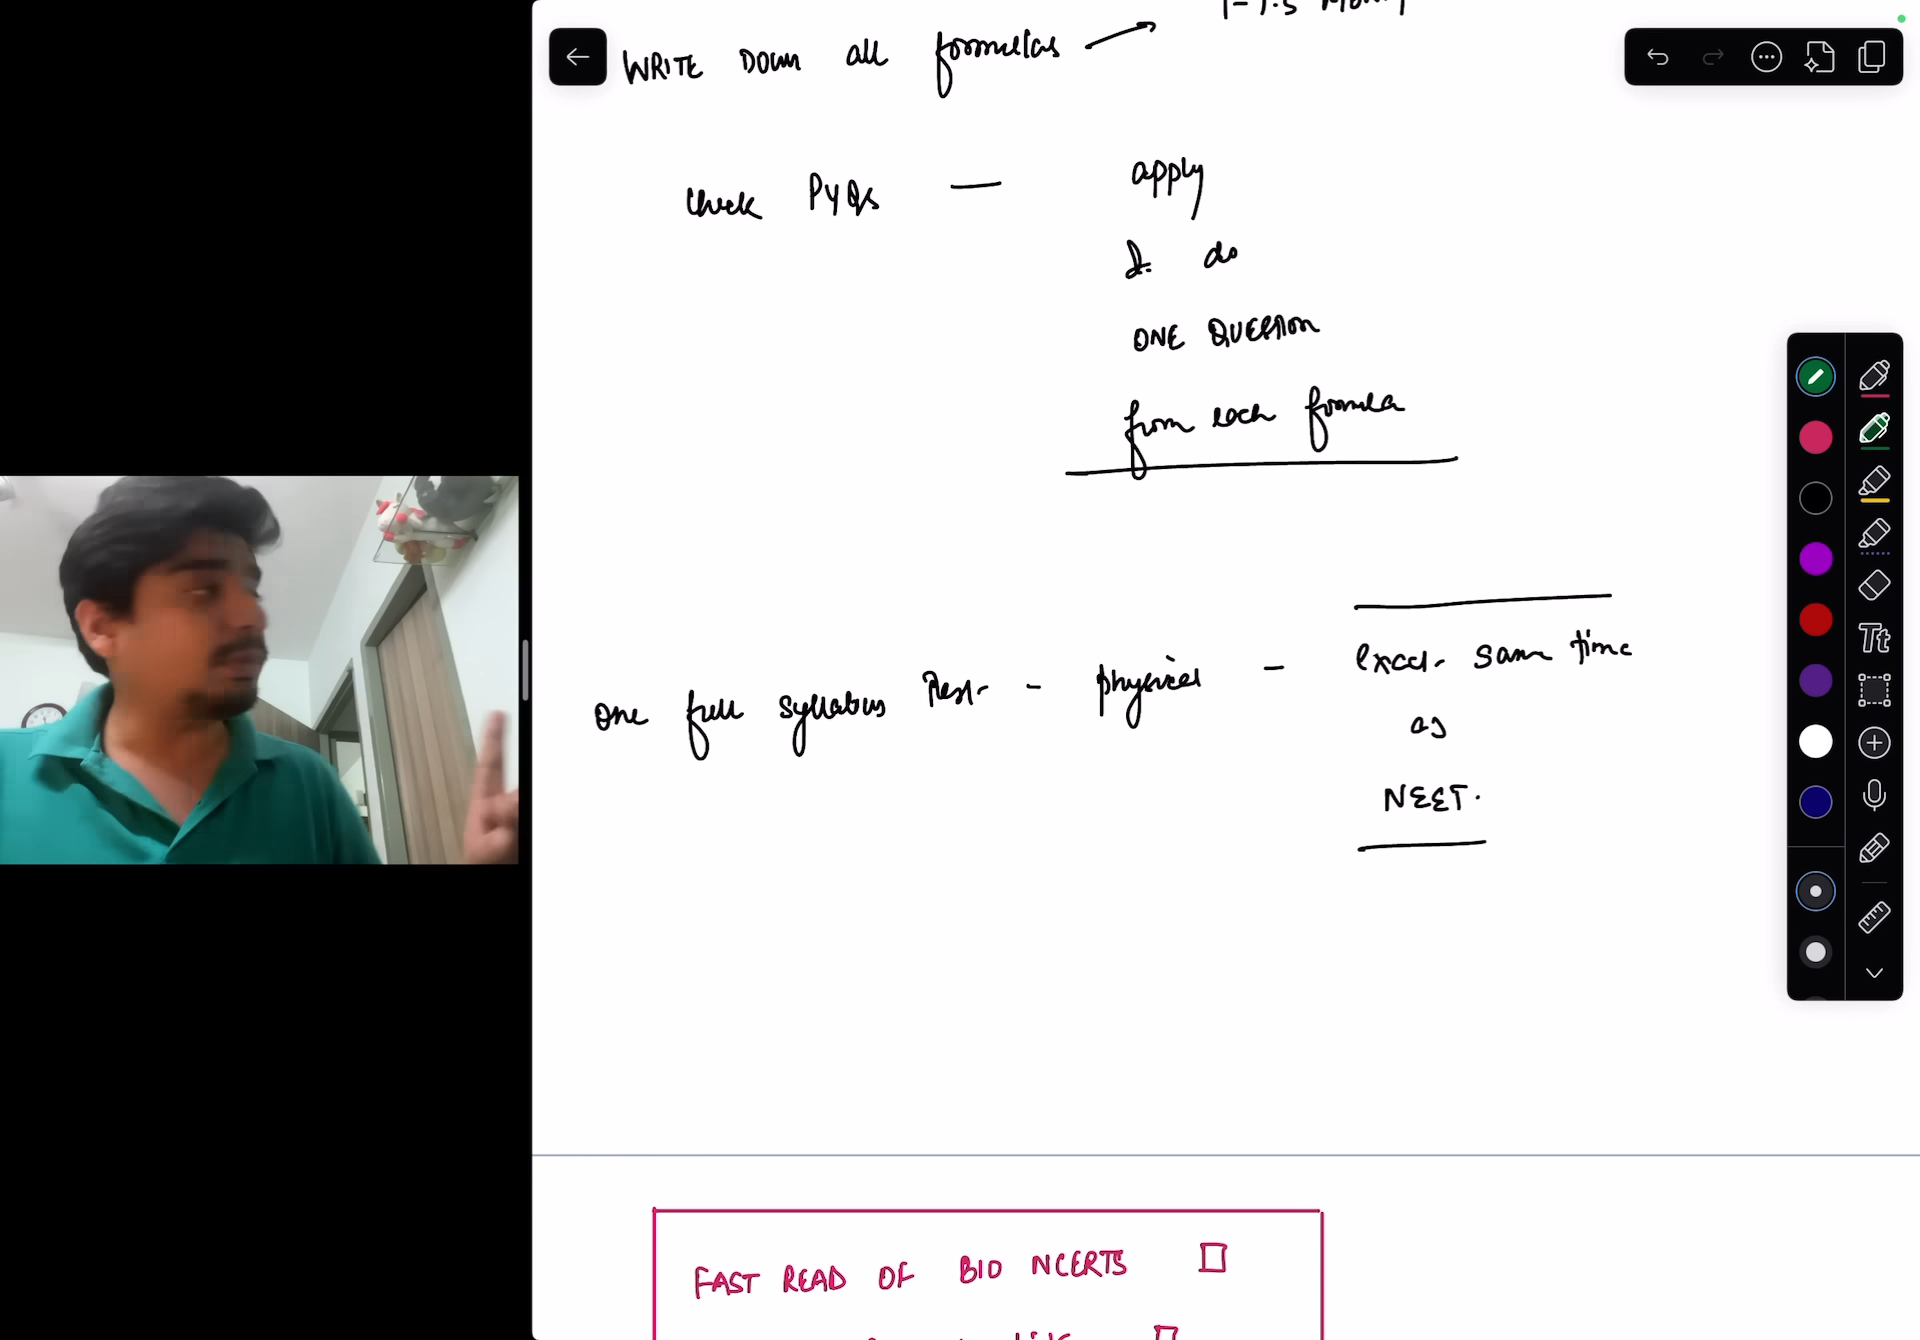 WRITE DOWN all formulas
check PYQs — apply
& do
ONE QUESTION
from each formula
One full syllabus Test - physical - exact same time
as
NEET.
FAST READ OF BIO NCERTS
Tt